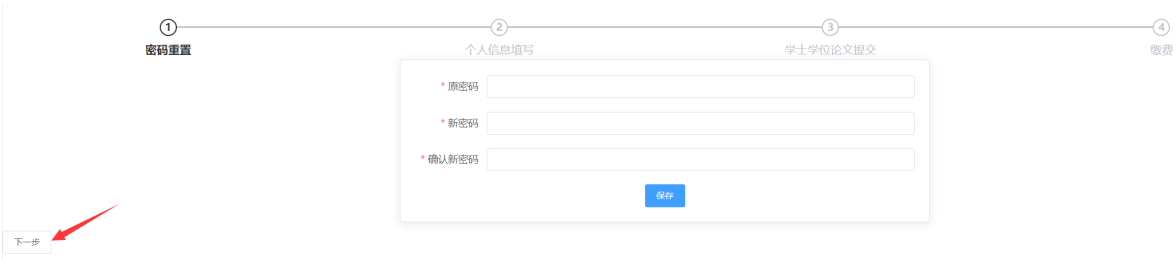 1 2 3 4
密码重置 个人信息填写 学士学位论文提交 缴费
* 原密码
* 新密码
* 确认新密码
保存
下一步